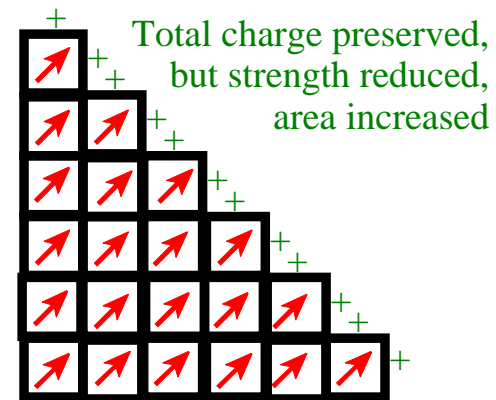 Total charge preserved,
but strength reduced,
area increased